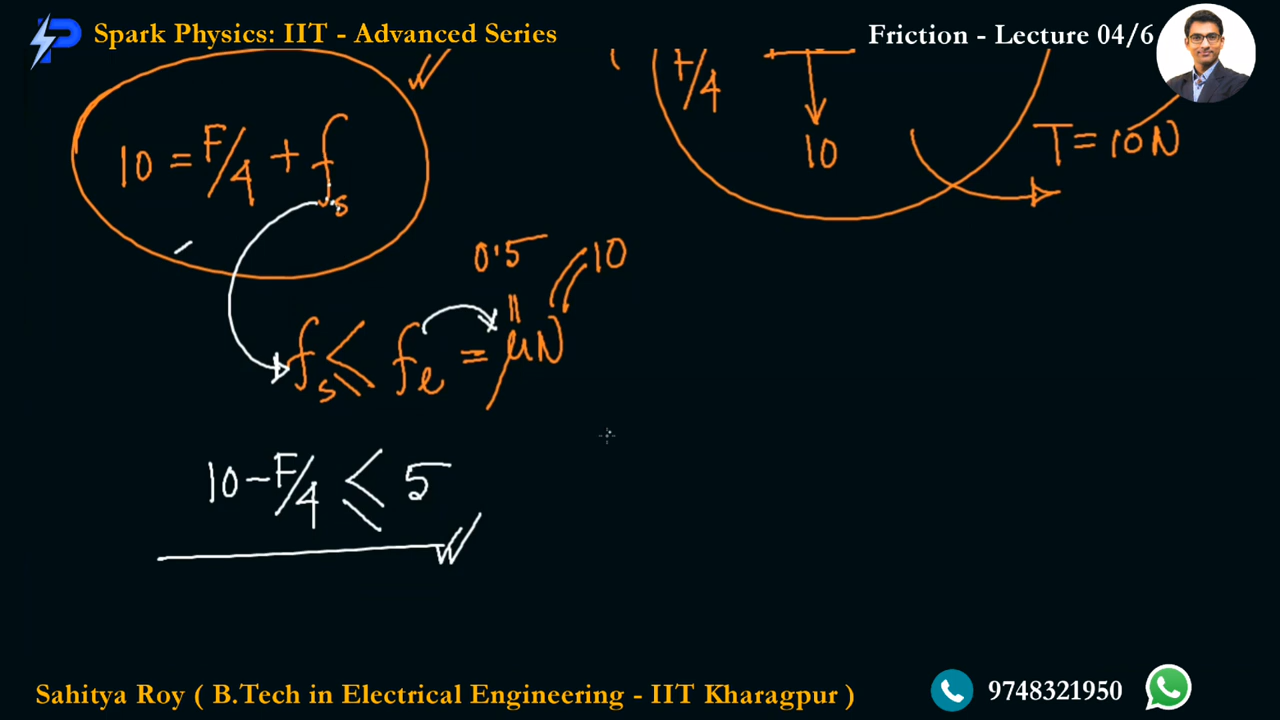 Spark Physics: IIT - Advanced Series
Friction - Lecture 04/6
F/4
10
T = 10N
10 = F/4 + fs
0.5
10
fs ≤ fl = μN
10 - F/4 ≤ 5
Sahitya Roy ( B.Tech in Electrical Engineering - IIT Kharagpur )
9748321950